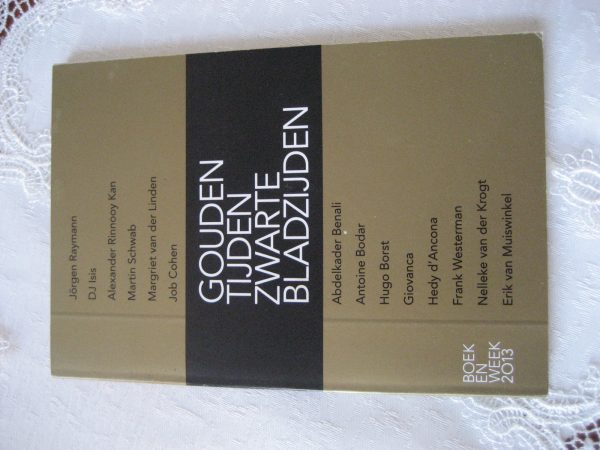 Jörgen Raymann
DJ Isis
Alexander Rinnooy Kan
Martin Schwab
Margriet van der Linden
Job Cohen
GOUDEN
TIJDEN
ZWARTE
BLADZIJDEN
Abdelkader Benali
Antoine Bodar
Hugo Borst
Giovanca
Hedy d'Ancona
Frank Westerman
Nelleke van der Krogt
Erik van Muiswinkel
BOEK
EN
WEEK
2013